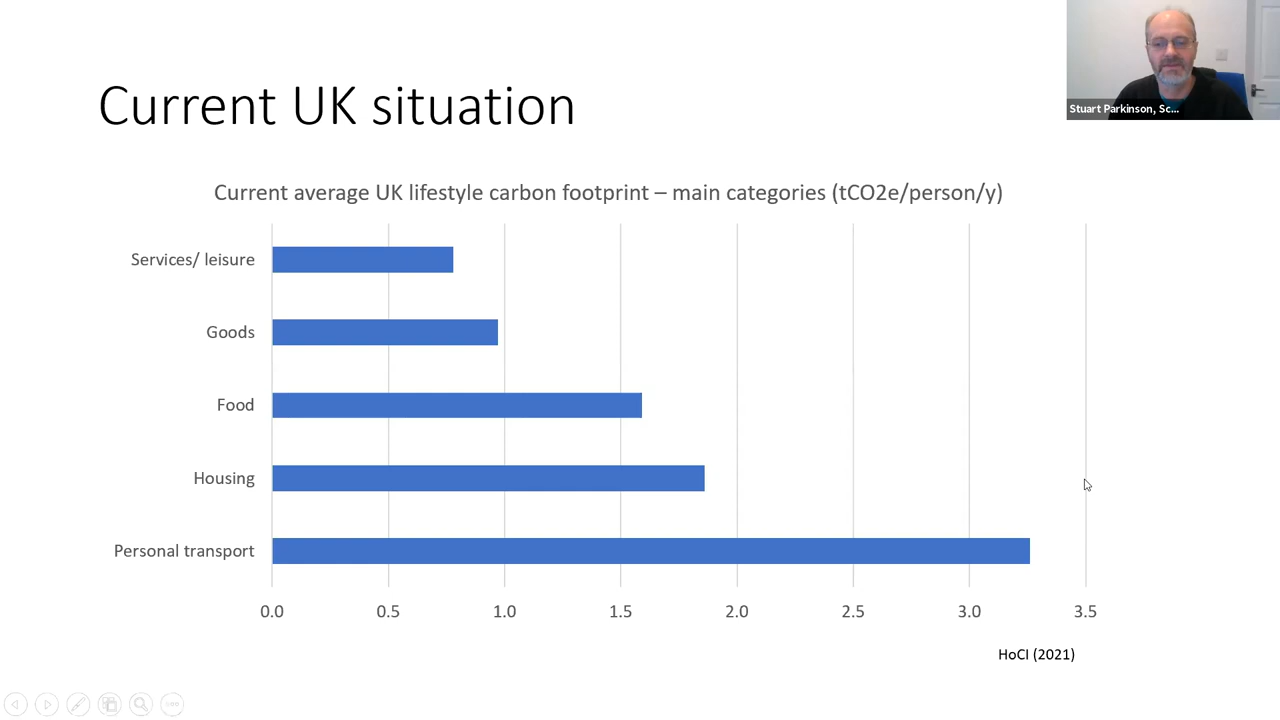 Current UK situation
Stuart Parkinson, Sc...
Current average UK lifestyle carbon footprint – main categories (tCO2e/person/y)
Services/ leisure
Goods
Food
Housing
Personal transport
0.0 0.5 1.0 1.5 2.0 2.5 3.0 3.5
HoCI (2021)